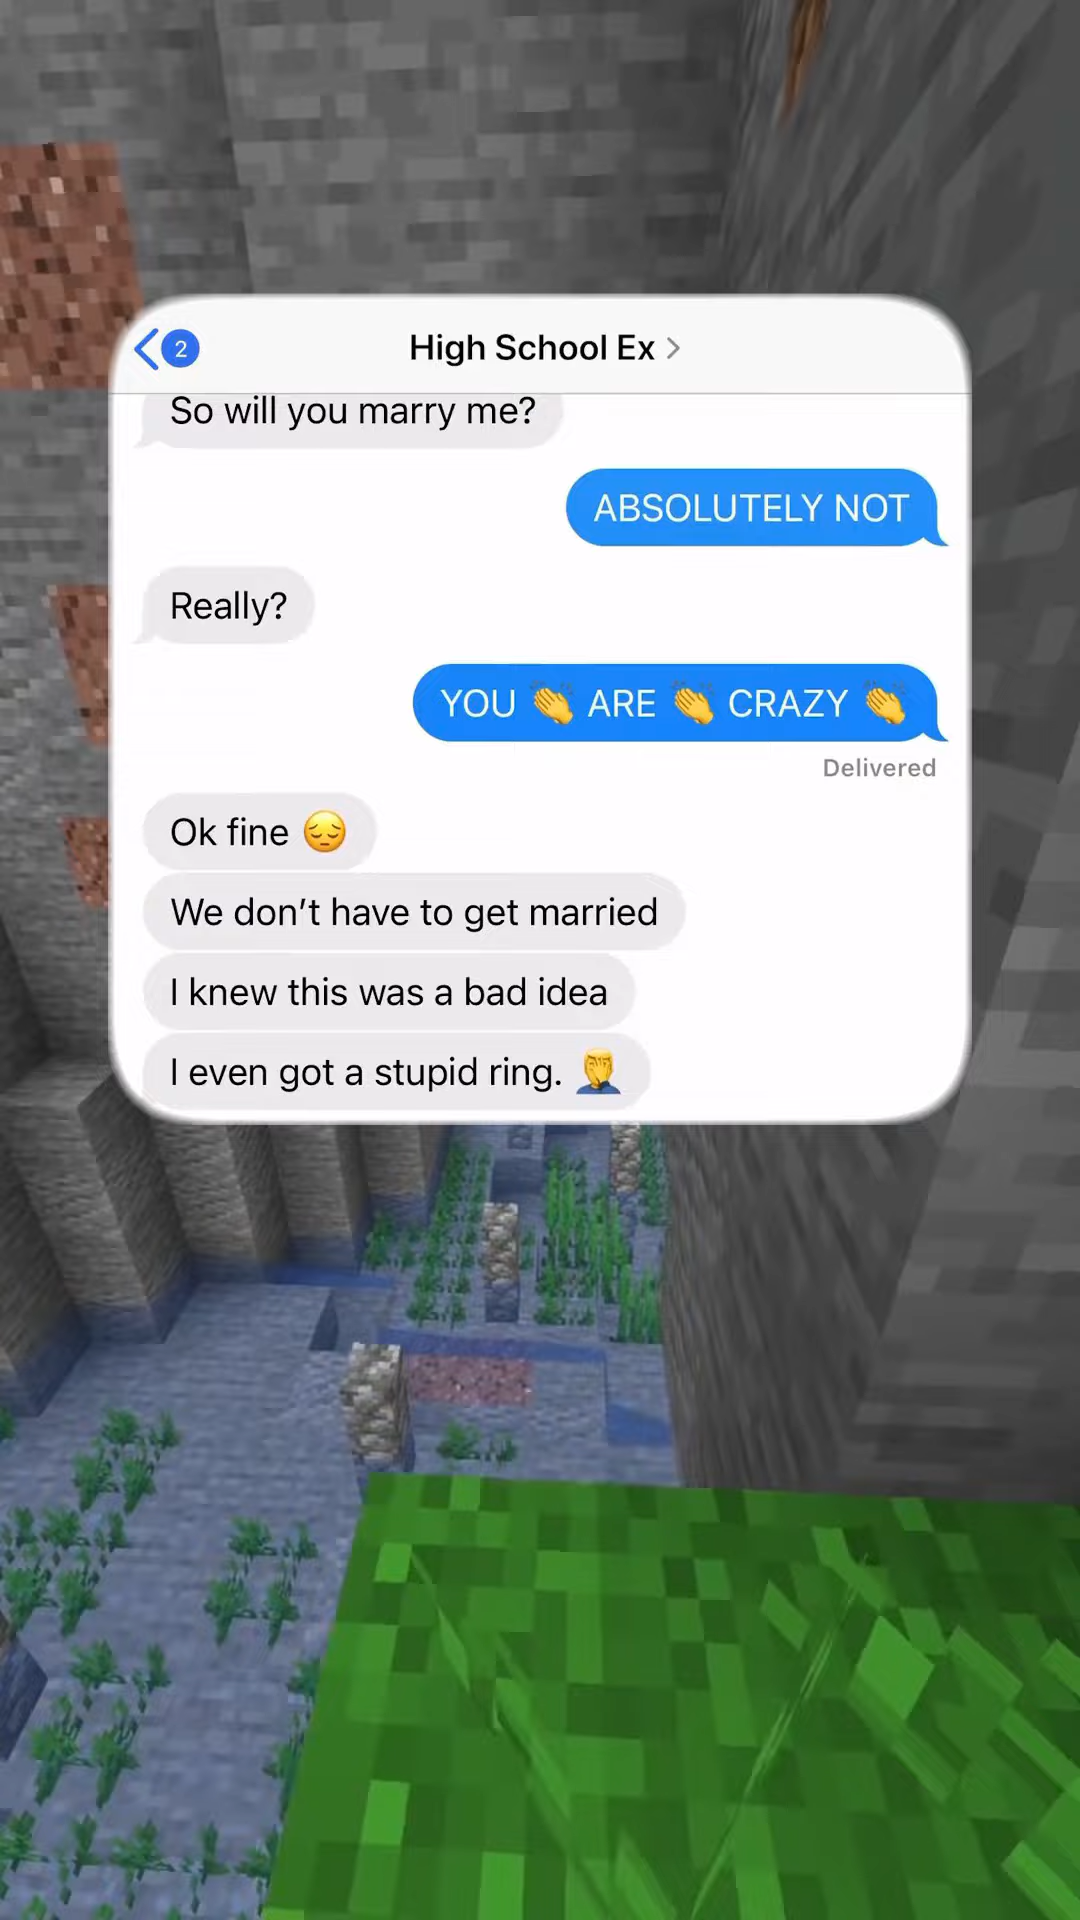 2
High School Ex
So will you marry me?
ABSOLUTELY NOT
Really?
YOU 👏 ARE 👏 CRAZY 👏
Delivered
Ok fine 😔
We don’t have to get married
I knew this was a bad idea
I even got a stupid ring. 🤦‍♂️